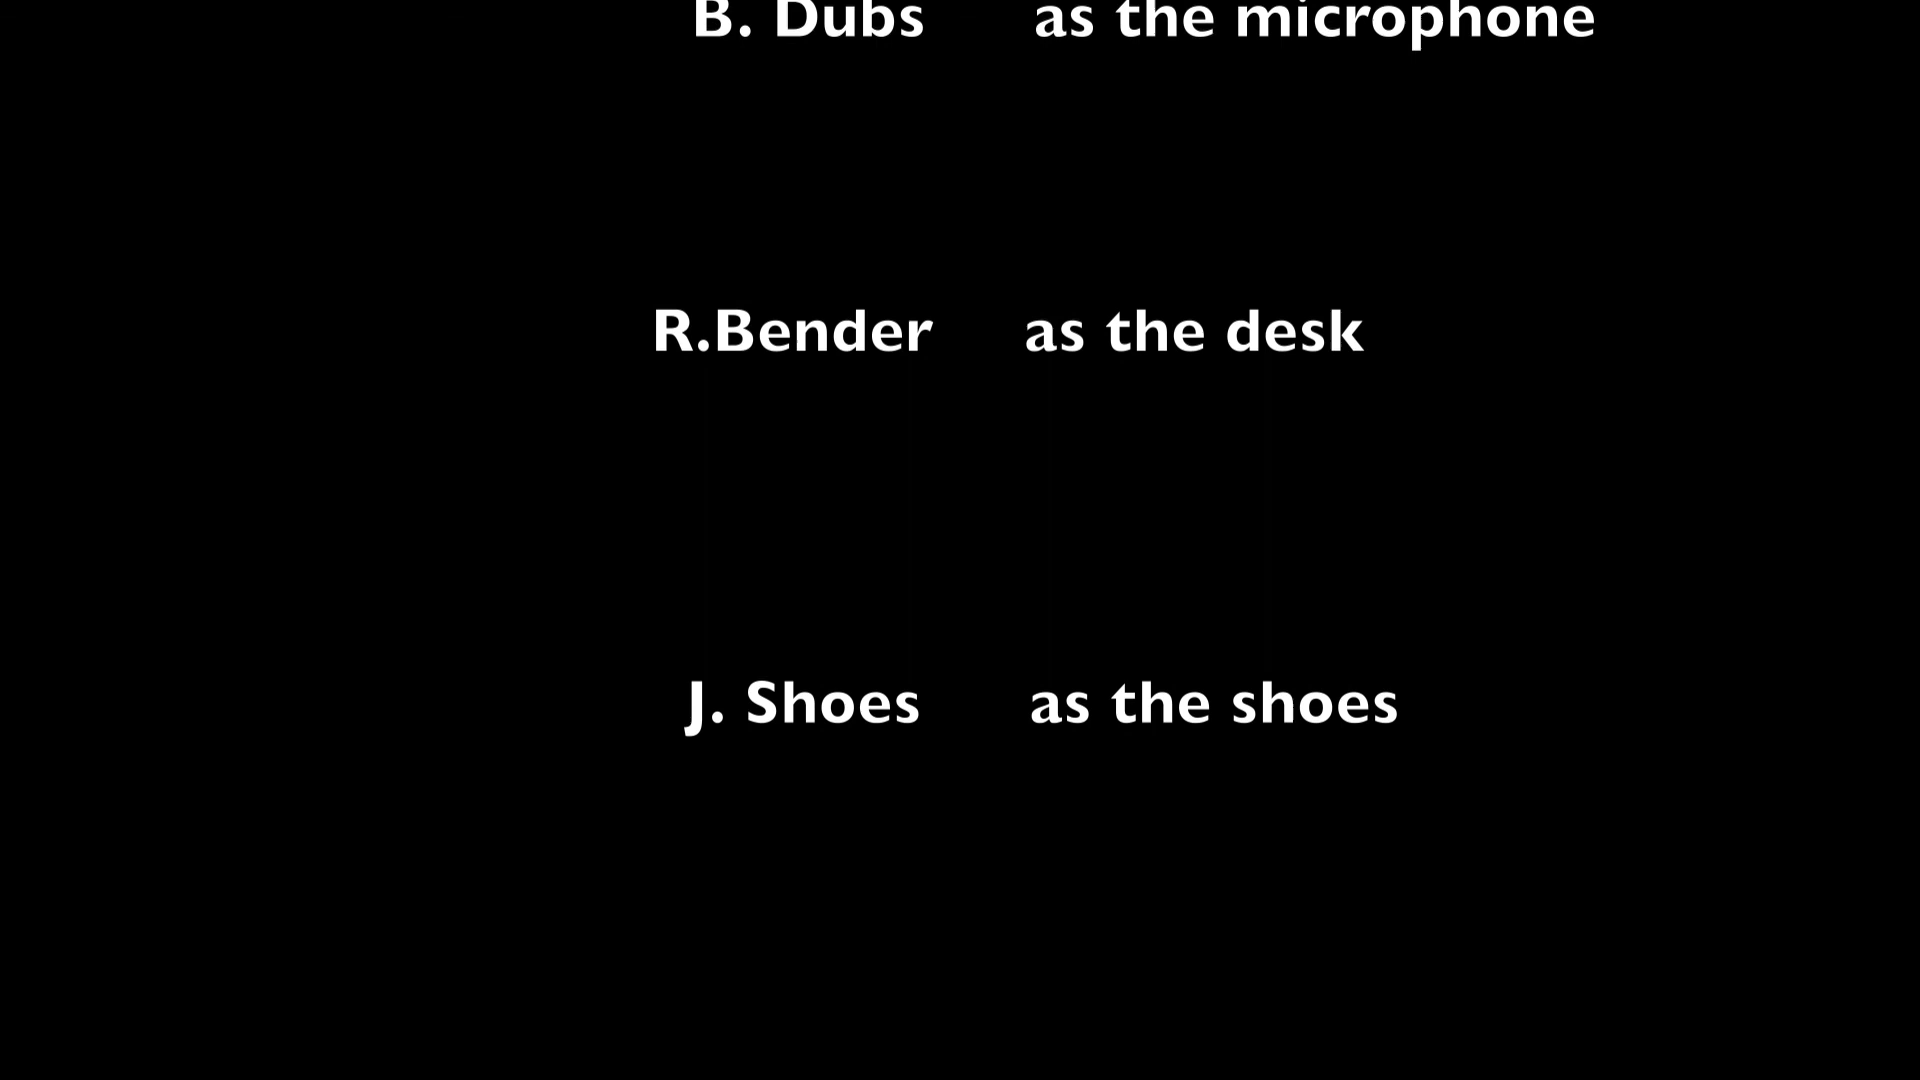 B. Dubs as the microphone
R.Bender as the desk
J. Shoes as the shoes